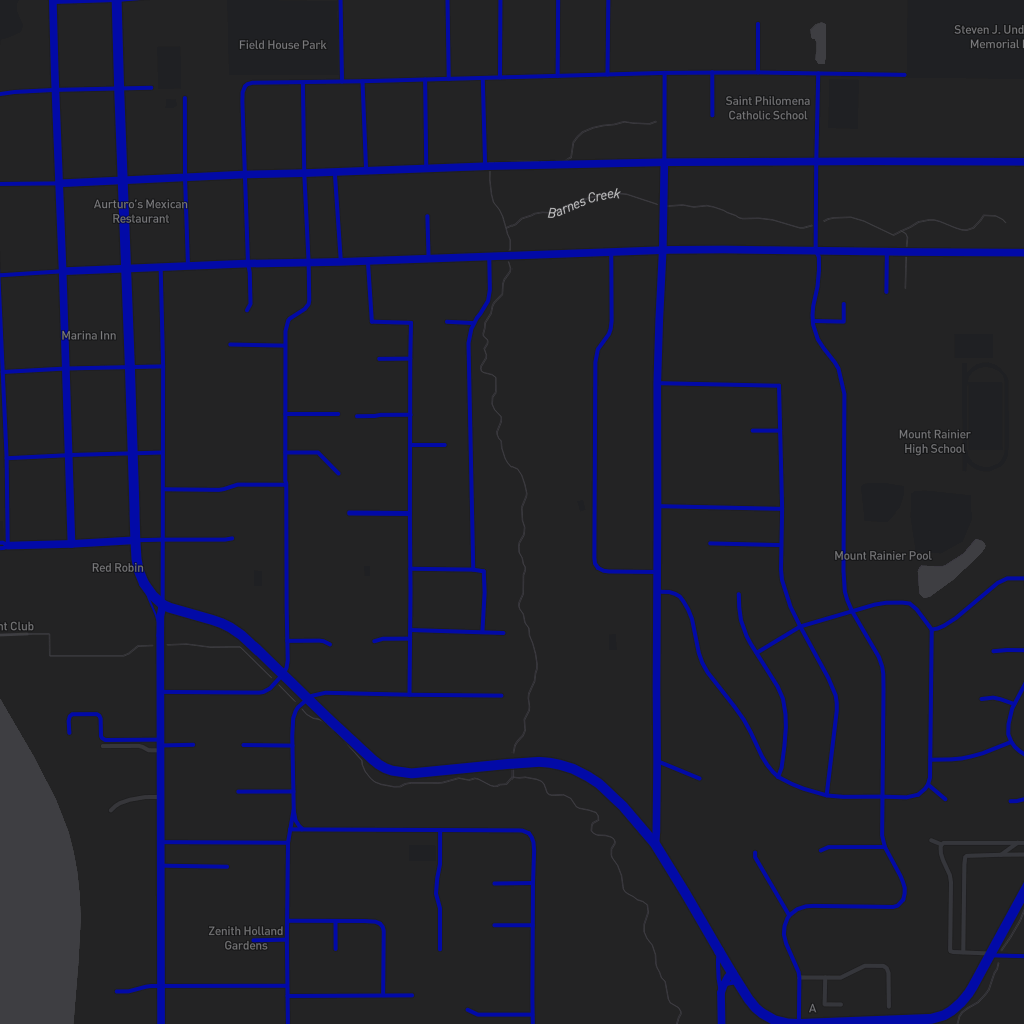 Field House Park
Steven J. Und
Memorial
Saint Philomena
Catholic School
Barnes Creek
Aurturo's Mexican
Restaurant
Marina Inn
Mount Rainier
High School
Mount Rainier Pool
Red Robin
nt Club
Zenith Holland
Gardens
A